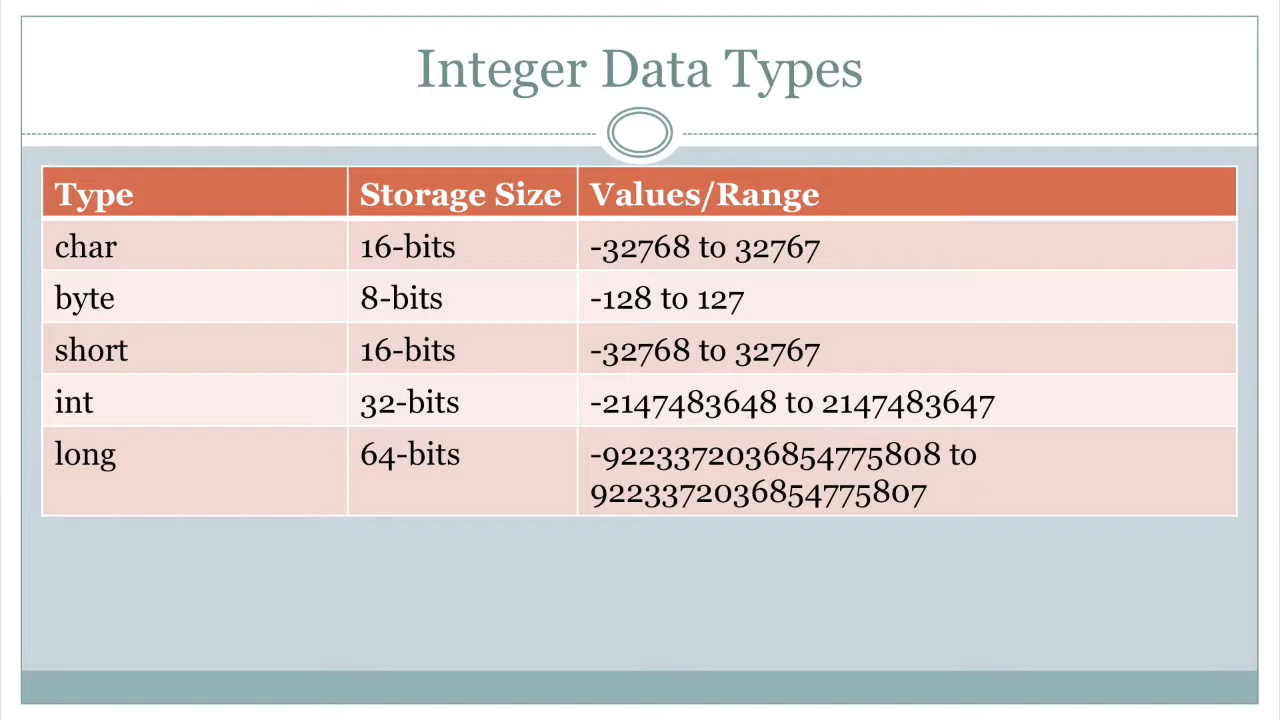 Integer Data Types
Type Storage Size Values/Range
char 16-bits -32768 to 32767
byte 8-bits -128 to 127
short 16-bits -32768 to 32767
int 32-bits -2147483648 to 2147483647
long 64-bits -9223372036854775808 to
9223372036854775807